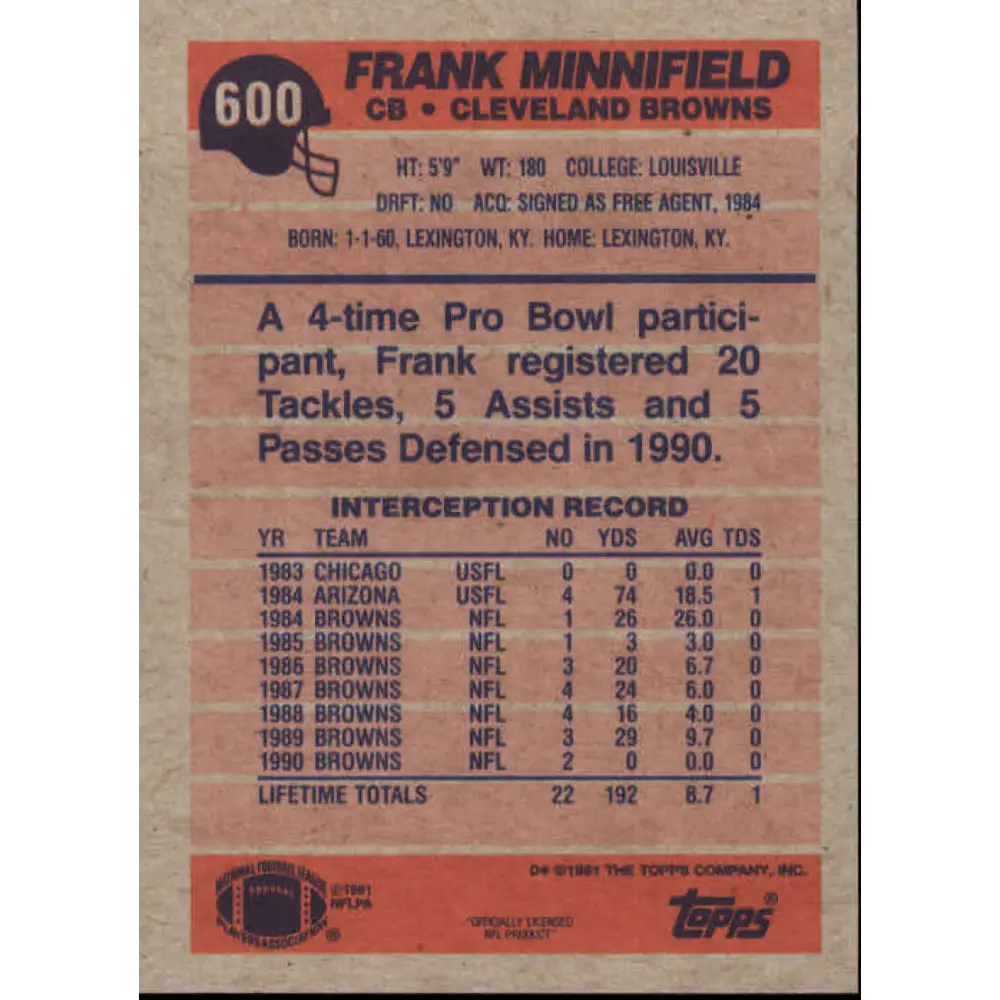 600
FRANK MINNIFIELD
CB • CLEVELAND BROWNS
HT: 5'9" WT: 180 COLLEGE: LOUISVILLE
DRFT: NO ACQ: SIGNED AS FREE AGENT, 1984
BORN: 1-1-60, LEXINGTON, KY. HOME: LEXINGTON, KY.
A 4-time Pro Bowl partici-
pant, Frank registered 20
Tackles, 5 Assists and 5
Passes Defensed in 1990.
INTERCEPTION RECORD
YR TEAM NO YDS AVG TDS
1983 CHICAGO USFL 0 0 0.0 0
1984 ARIZONA USFL 4 74 18.5 1
1984 BROWNS NFL 1 26 26.0 0
1985 BROWNS NFL 1 3 3.0 0
1986 BROWNS NFL 3 20 6.7 0
1987 BROWNS NFL 4 24 6.0 0
1988 BROWNS NFL 4 16 4.0 0
1989 BROWNS NFL 3 29 9.7 0
1990 BROWNS NFL 2 0 0.0 0
LIFETIME TOTALS 22 192 8.7 1
NATIONAL FOOTBALL LEAGUE
PLAYERS ASSOCIATION ®
© 1991
NFLPA
D* © 1991 THE TOPPS COMPANY, INC.
"OFFICIALLY LICENSED
NFL PRODUCT"
topps®